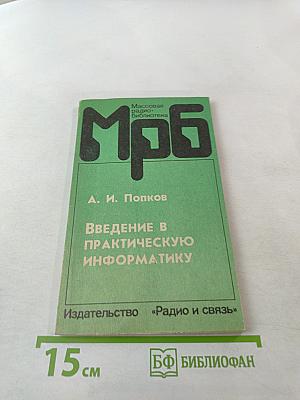 Массовая
радио-
библиотека
Мрб
А. И. Попков
Введение в
практическую
информатику
Издательство «Радио и связь»
15 см
БФ БИБЛИОФАН